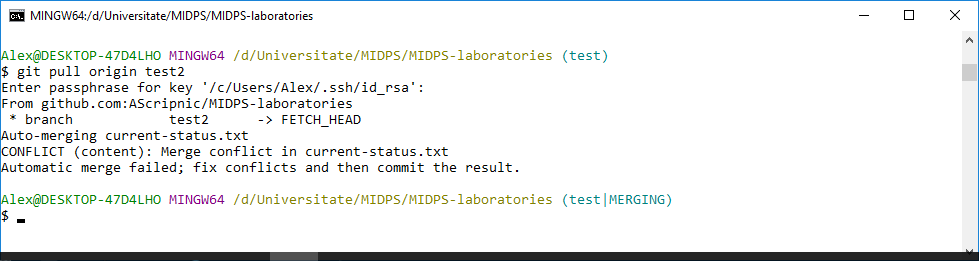 MINGW64:/d/Universitate/MIDPS/MIDPS-laboratories
Alex@DESKTOP-47D4LHO MINGW64 /d/Universitate/MIDPS/MIDPS-laboratories (test)
$ git pull origin test2
Enter passphrase for key '/c/Users/Alex/.ssh/id_rsa':
From github.com:AScripnic/MIDPS-laboratories
 * branch            test2      -> FETCH_HEAD
Auto-merging current-status.txt
CONFLICT (content): Merge conflict in current-status.txt
Automatic merge failed; fix conflicts and then commit the result.
Alex@DESKTOP-47D4LHO MINGW64 /d/Universitate/MIDPS/MIDPS-laboratories (test|MERGING)
$